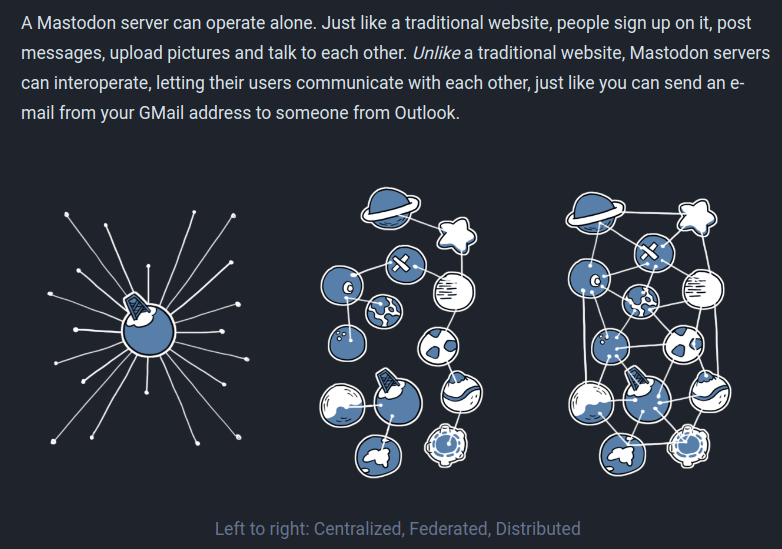 A Mastodon server can operate alone. Just like a traditional website, people sign up on it, post
messages, upload pictures and talk to each other. Unlike a traditional website, Mastodon servers
can interoperate, letting their users communicate with each other, just like you can send an e-
mail from your GMail address to someone from Outlook.
Left to right: Centralized, Federated, Distributed